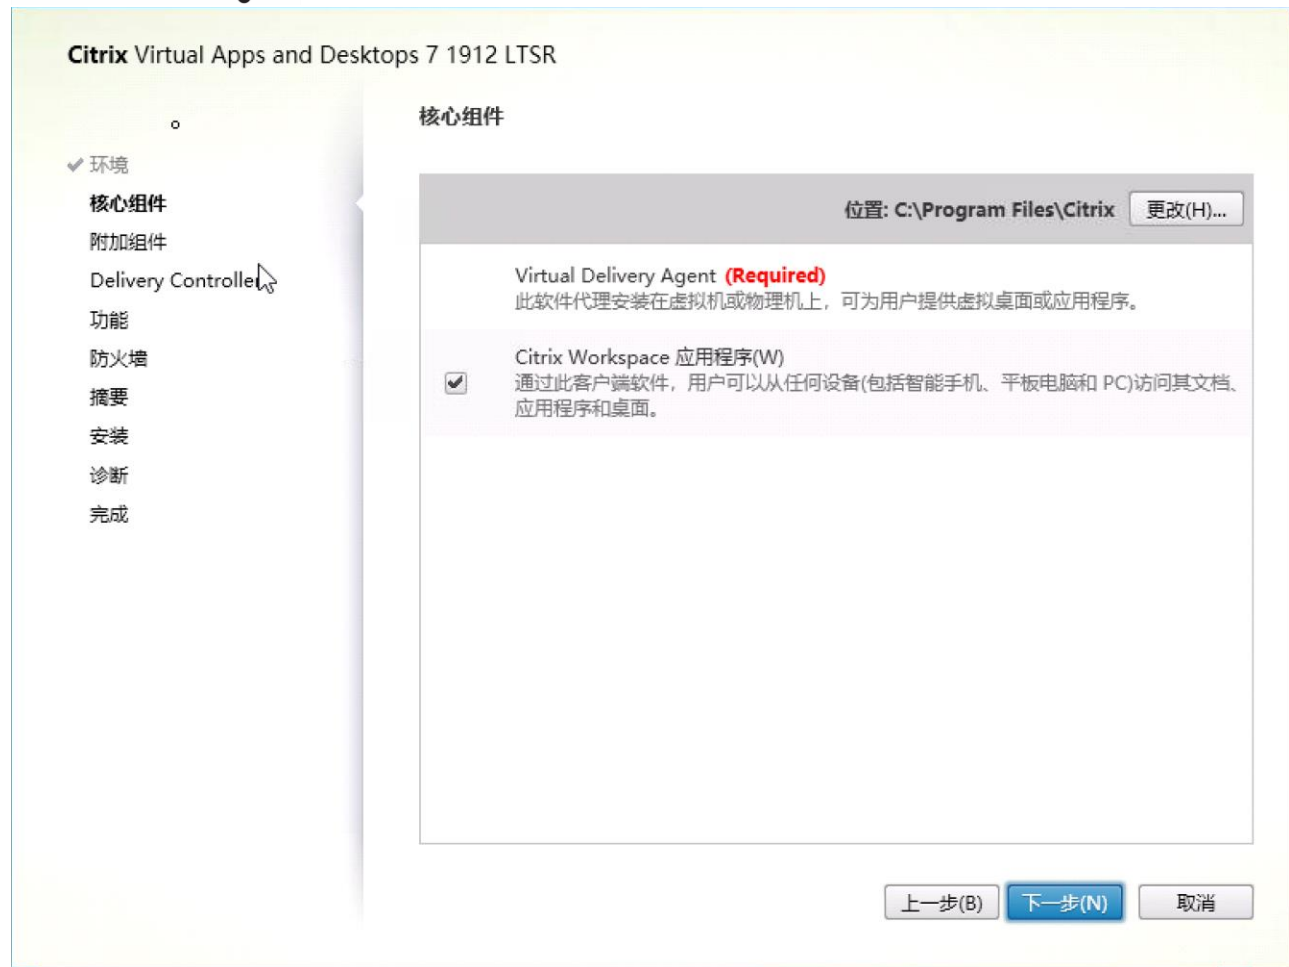 Citrix Virtual Apps and Desktops 7 1912 LTSR
核心组件
环境
核心组件
附加组件
Delivery Controller
功能
防火墙
摘要
安装
诊断
完成
位置: C:\Program Files\Citrix
更改(H)...
Virtual Delivery Agent (Required)
此软件代理安装在虚拟机或物理机上，可为用户提供虚拟桌面或应用程序。
Citrix Workspace 应用程序(W)
通过此客户端软件，用户可以从任何设备(包括智能手机、平板电脑和 PC)访问其文档、
应用程序和桌面。
上一步(B)
下一步(N)
取消